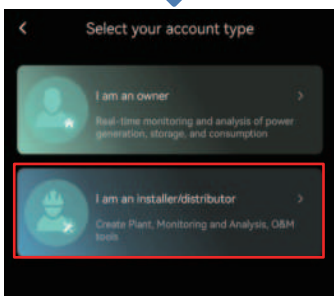 Select your account type
I am an owner
Real-time monitoring and analysis of power
generation, storage, and consumption
I am an installer/distributor
Create Plant, Monitoring and Analysis, O&M
tools